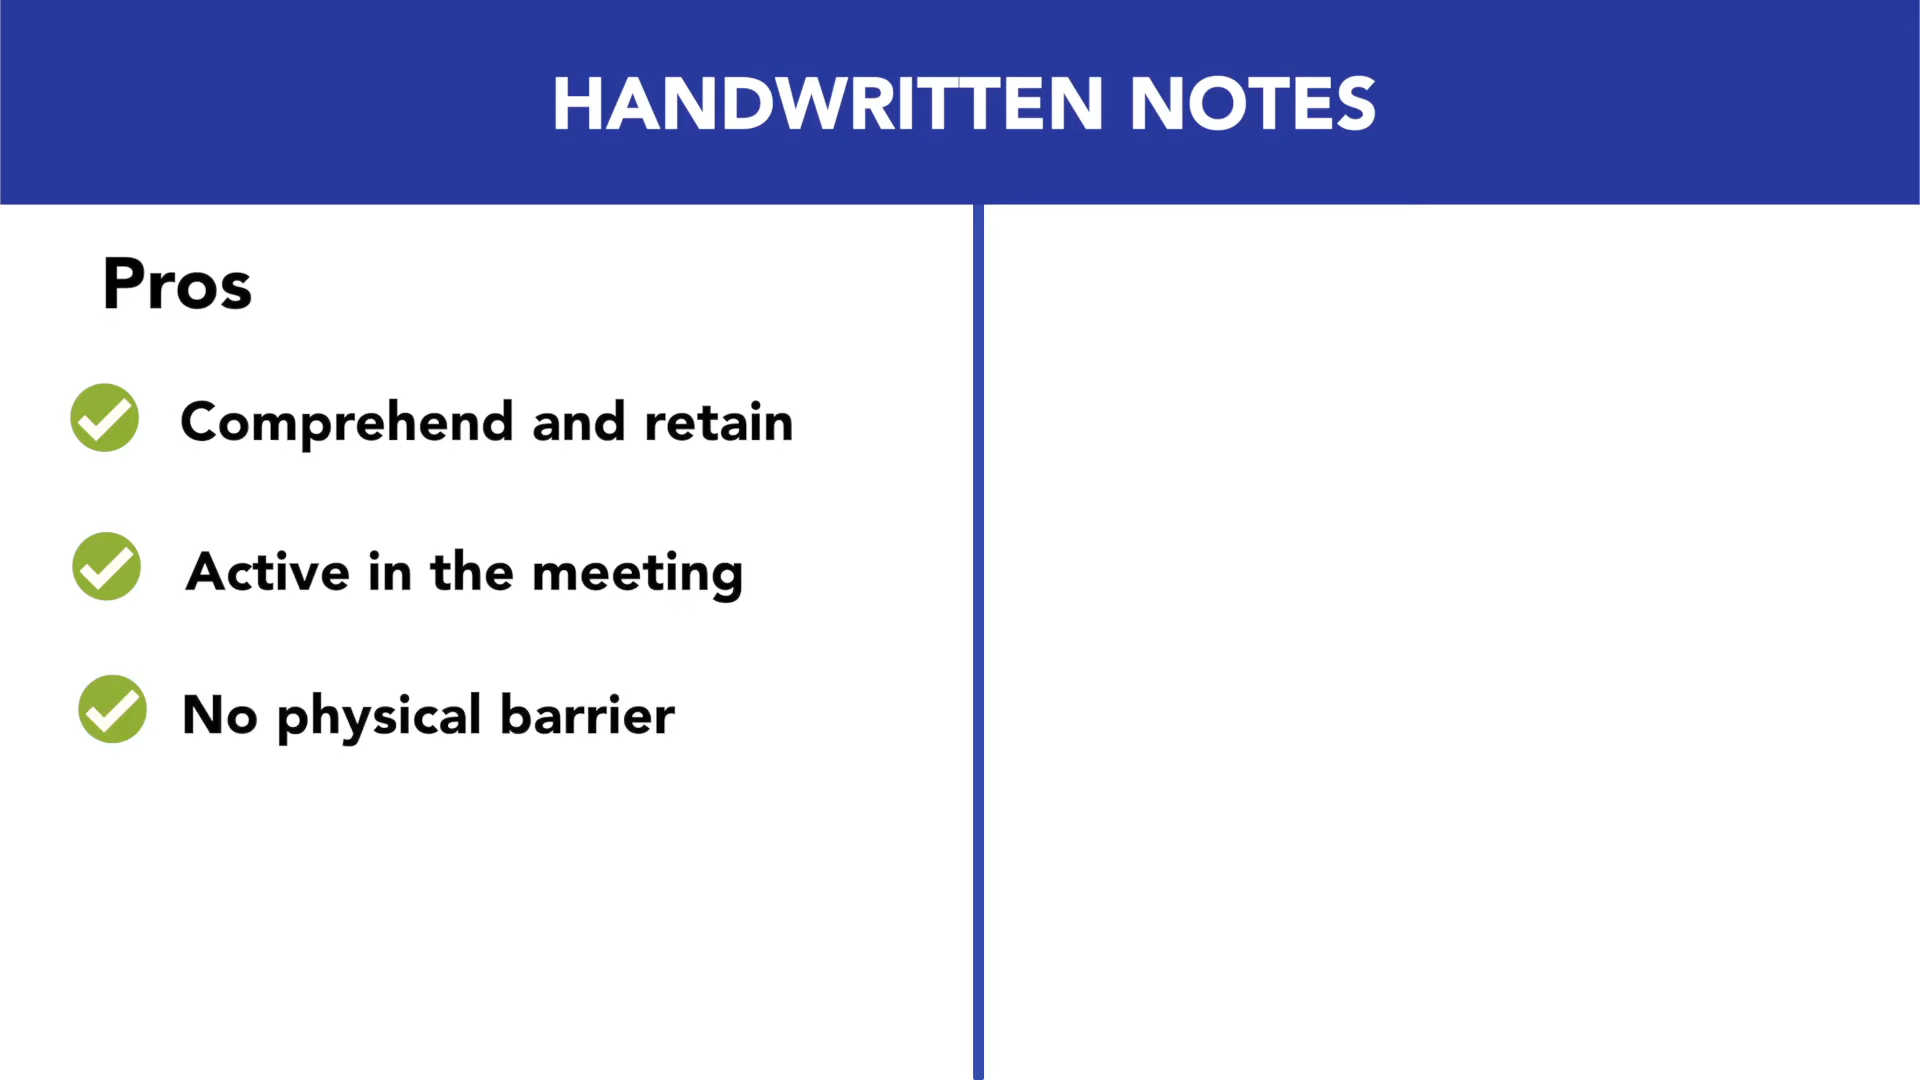 HANDWRITTEN NOTES
Pros
Comprehend and retain
Active in the meeting
No physical barrier